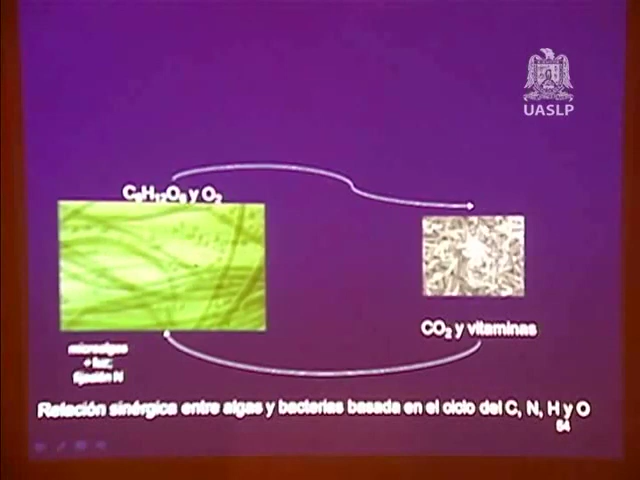 UASLP
C₆H₁₂O₆ y O₂
CO₂ y vitaminas
microalgas
+ luz,
fijación N
Relación sinérgica entre algas y bacterias basada en el ciclo del C, N, H y O
64